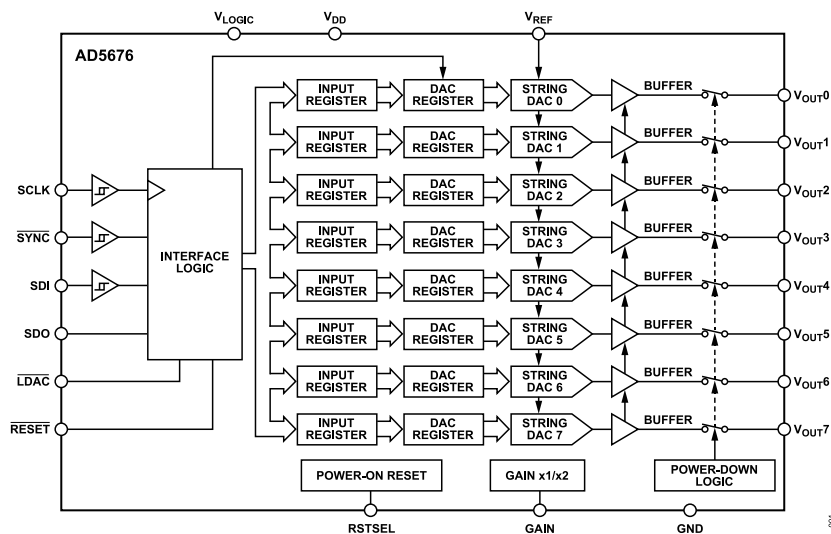 VLOGIC
VDD
VREF
AD5676
INPUT
REGISTER
DAC
REGISTER
STRING
DAC 0
BUFFER
VOUT0
INPUT
REGISTER
DAC
REGISTER
STRING
DAC 1
BUFFER
VOUT1
SCLK
INPUT
REGISTER
DAC
REGISTER
STRING
DAC 2
BUFFER
VOUT2
SYNC
INTERFACE
LOGIC
INPUT
REGISTER
DAC
REGISTER
STRING
DAC 3
BUFFER
VOUT3
SDI
INPUT
REGISTER
DAC
REGISTER
STRING
DAC 4
BUFFER
VOUT4
SDO
INPUT
REGISTER
DAC
REGISTER
STRING
DAC 5
BUFFER
VOUT5
LDAC
INPUT
REGISTER
DAC
REGISTER
STRING
DAC 6
BUFFER
VOUT6
RESET
INPUT
REGISTER
DAC
REGISTER
STRING
DAC 7
BUFFER
VOUT7
POWER-ON RESET
GAIN x1/x2
POWER-DOWN
LOGIC
RSTSEL
GAIN
GND
001